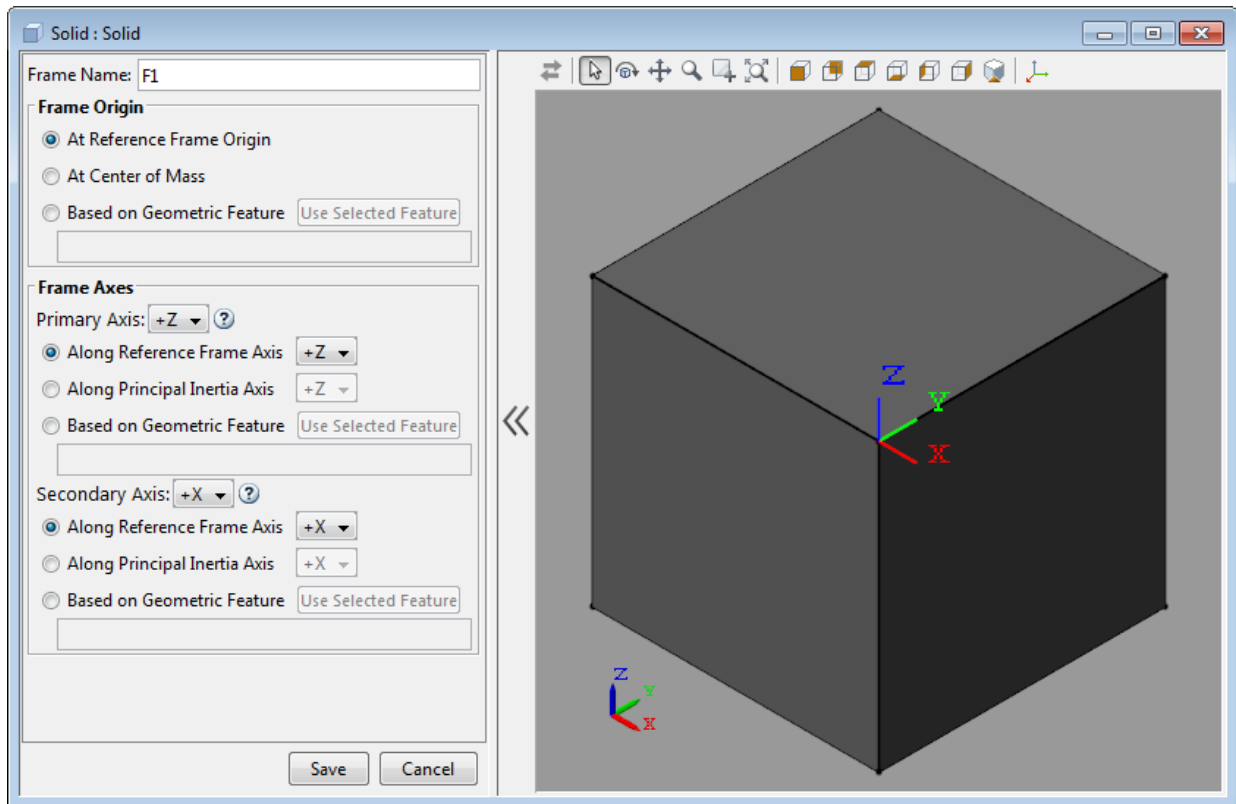 Solid : Solid
Frame Name: F1
Frame Origin
At Reference Frame Origin
At Center of Mass
Based on Geometric Feature Use Selected Feature
Frame Axes
Primary Axis: +Z ?
Along Reference Frame Axis +Z
Along Principal Inertia Axis +Z
Based on Geometric Feature Use Selected Feature
Secondary Axis: +X ?
Along Reference Frame Axis +X
Along Principal Inertia Axis +X
Based on Geometric Feature Use Selected Feature
Save Cancel
Z
Y
X
Z
Y
X